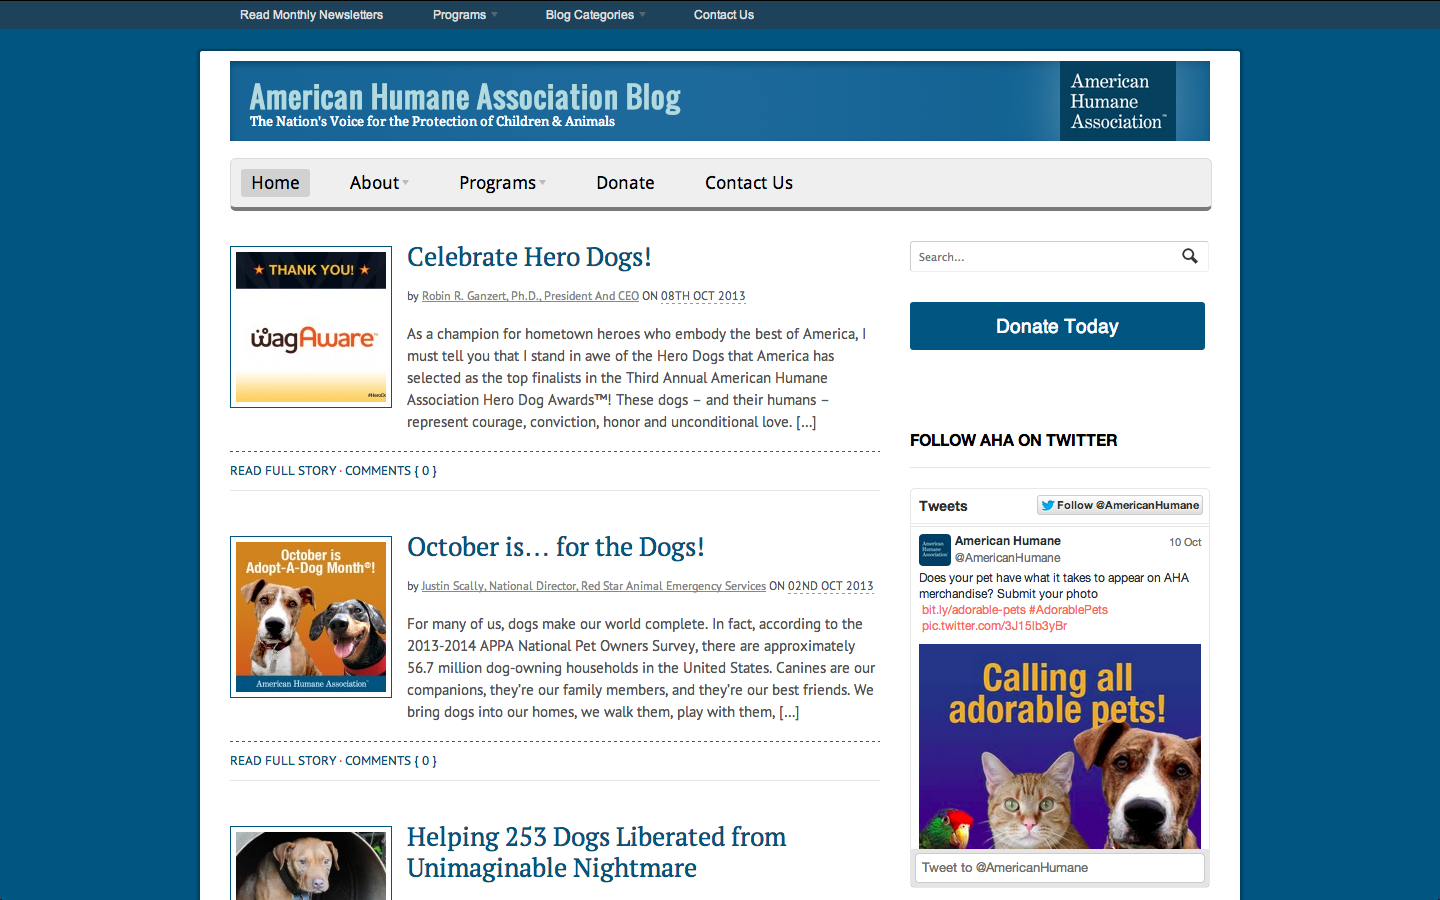 Read Monthly Newsletters Programs Blog Categories Contact Us
American Humane Association Blog
The Nation's Voice for the Protection of Children & Animals
American
Humane
Association™
Home About Programs Donate Contact Us
THANK YOU!
wagAware™
Celebrate Hero Dogs!
by Robin R. Ganzert, Ph.D., President And CEO ON 08TH OCT 2013
As a champion for hometown heroes who embody the best of America, I
must tell you that I stand in awe of the Hero Dogs that America has
selected as the top finalists in the Third Annual American Humane
Association Hero Dog Awards™! These dogs – and their humans –
represent courage, conviction, honor and unconditional love. [...]
READ FULL STORY · COMMENTS { 0 }
October is
Adopt-A-Dog Month®!
American Humane Association™
October is… for the Dogs!
by Justin Scally, National Director, Red Star Animal Emergency Services ON 02ND OCT 2013
For many of us, dogs make our world complete. In fact, according to the
2013-2014 APPA National Pet Owners Survey, there are approximately
56.7 million dog-owning households in the United States. Canines are our
companions, they're our family members, and they're our best friends. We
bring dogs into our homes, we walk them, play with them, [...]
READ FULL STORY · COMMENTS { 0 }
Helping 253 Dogs Liberated from
Unimaginable Nightmare
Search...
Donate Today
FOLLOW AHA ON TWITTER
Tweets Follow @AmericanHumane
American
Humane
Association
American Humane 10 Oct
@AmericanHumane
Does your pet have what it takes to appear on AHA
merchandise? Submit your photo
bit.ly/adorable-pets #AdorablePets
pic.twitter.com/3J15Ib3yBr
Calling all
adorable pets!
Tweet to @AmericanHumane